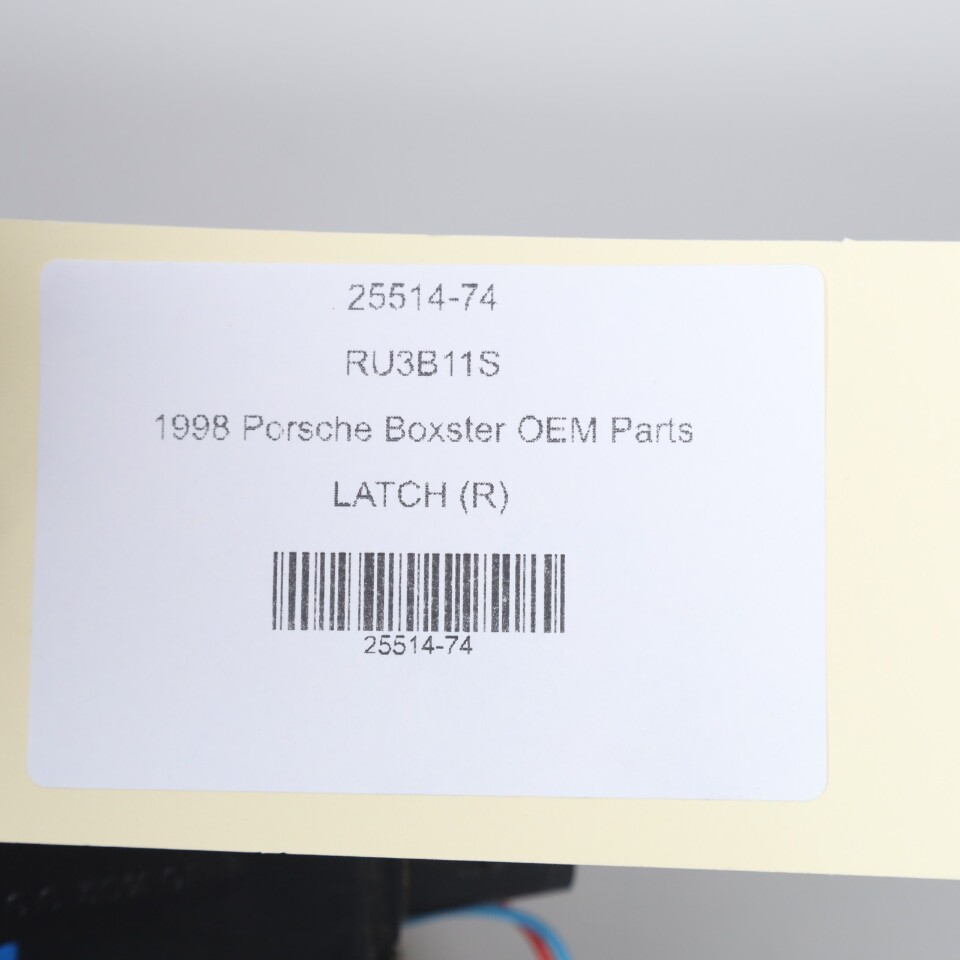 25514-74
RU3B11S
1998 Porsche Boxster OEM Parts
LATCH (R)
25514-74